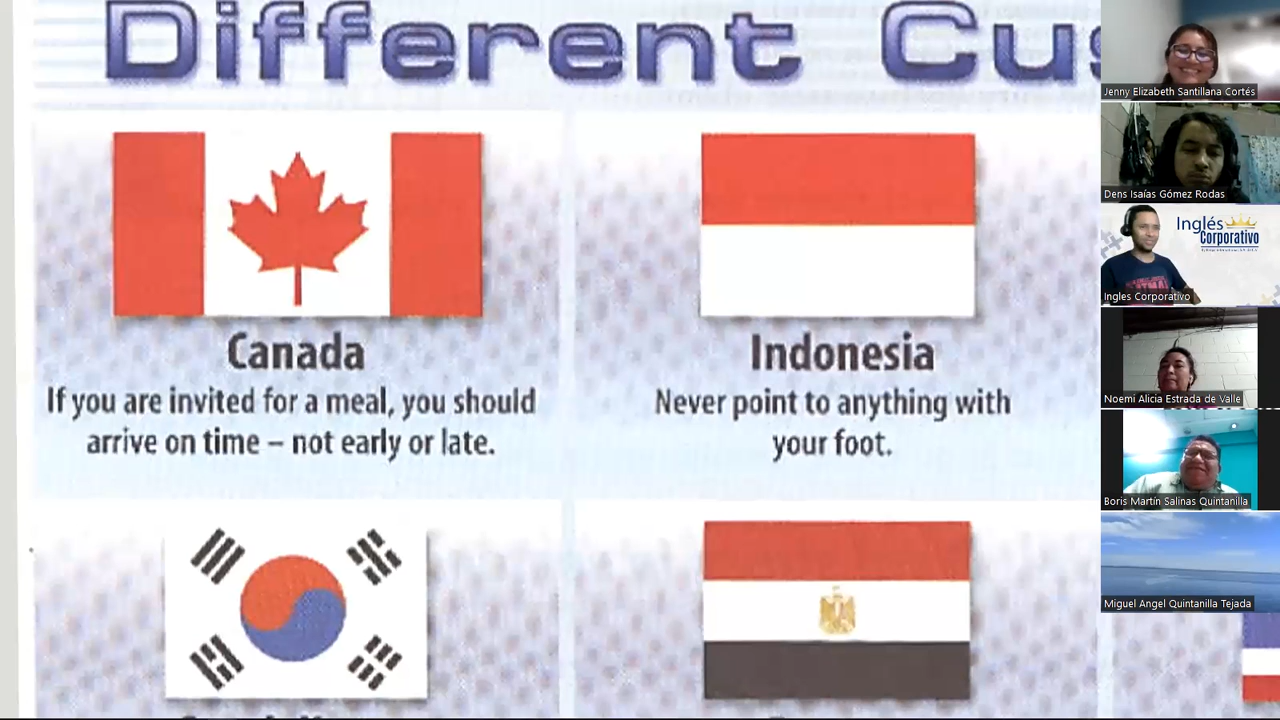 Different Cus
Canada
If you are invited for a meal, you should
arrive on time – not early or late.
Indonesia
Never point to anything with
your foot.
Jenny Elizabeth Santillana Cortés
Dens Isaías Gómez Rodas
Inglés
Corporativo
Ingles Corporativo
Noemi Alicia Estrada de Valle
Boris Martín Salinas Quintanilla
Miguel Angel Quintanilla Tejada